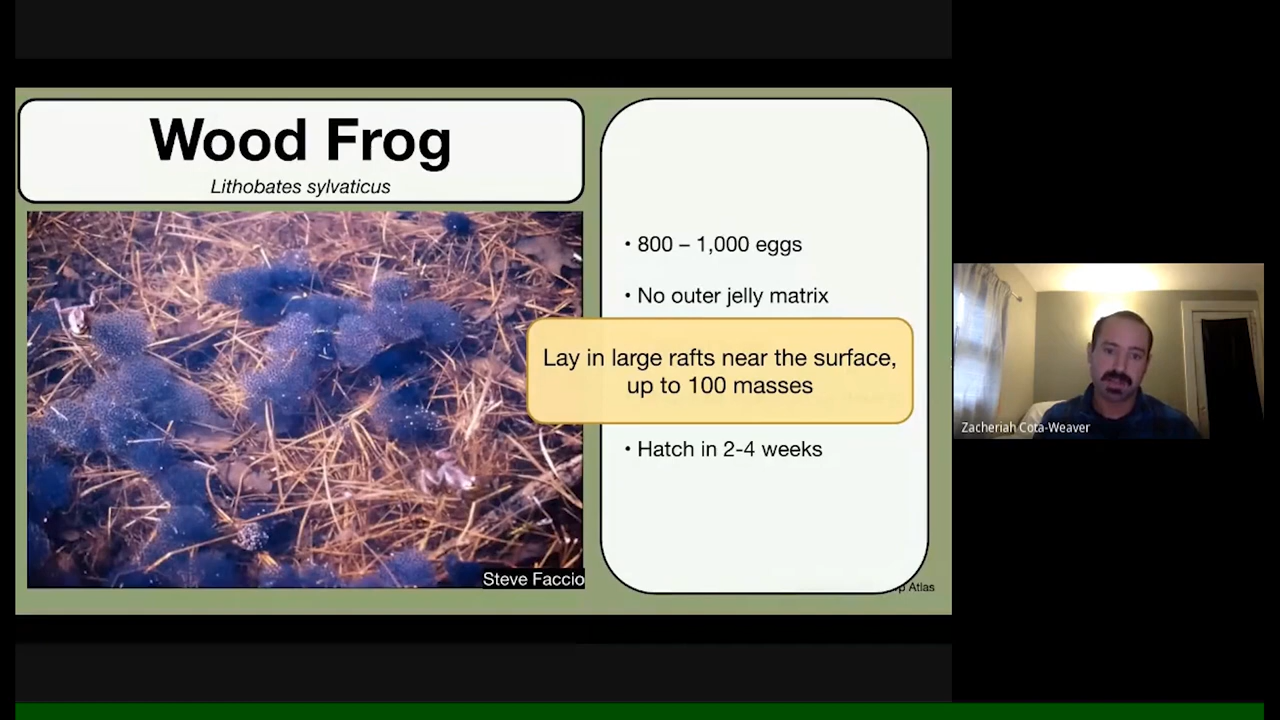 Wood Frog
Lithobates sylvaticus
• 800 – 1,000 eggs
• No outer jelly matrix
Lay in large rafts near the surface,
up to 100 masses
• Hatch in 2-4 weeks
Steve Faccio
Atlas
Zacheriah Cota-Weaver